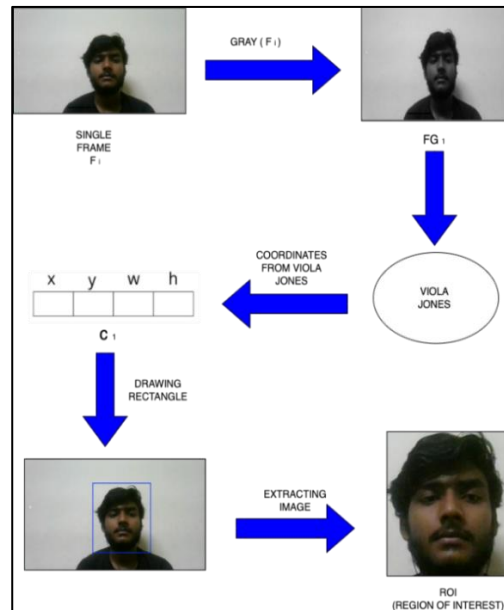 GRAY ( F i )
SINGLE
FRAME
F i
FG 1
COORDINATES
FROM VIOLA
JONES
VIOLA
JONES
x y w h
C 1
DRAWING
RECTANGLE
EXTRACTING
IMAGE
ROI
(REGION OF INTEREST)